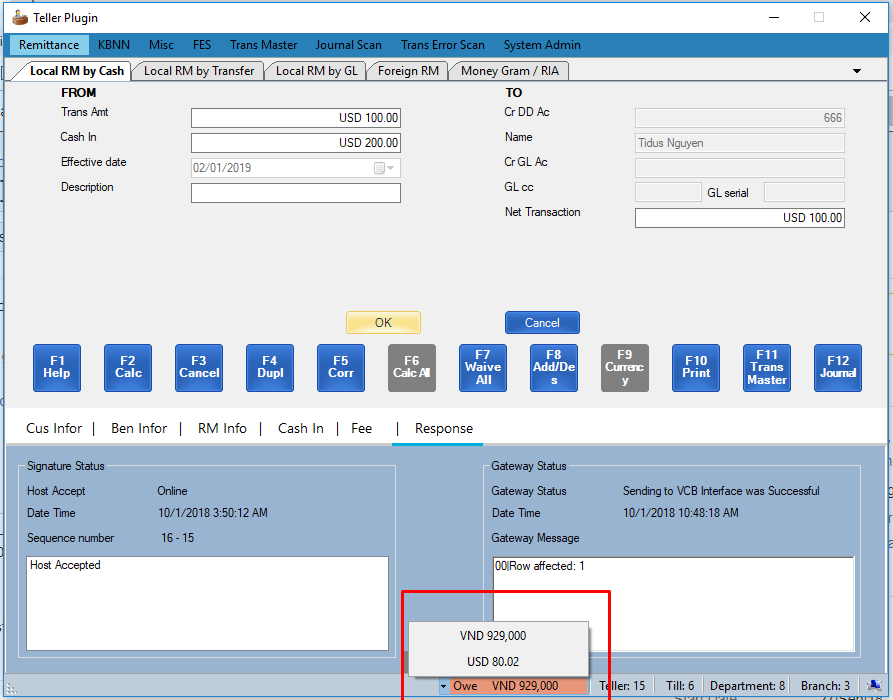 Teller Plugin
Remittance KBNN Misc FES Trans Master Journal Scan Trans Error Scan System Admin
Local RM by Cash Local RM by Transfer Local RM by GL Foreign RM Money Gram / RIA
FROM TO
Trans Amt USD 100.00 Cr DD Ac 666
Cash In USD 200.00 Name Tidus Nguyen
Effective date 02/01/2019 Cr GL Ac
Description GL cc GL serial
Net Transaction USD 100.00
OK Cancel
F1 Help
F2 Calc
F3 Cancel
F4 Dupl
F5 Corr
F6 Calc All
F7 Waive All
F8 Add/Des
F9 Currency
F10 Print
F11 Trans Master
F12 Journal
Cus Infor | Ben Infor | RM Info | Cash In | Fee | Response
Signature Status Gateway Status
Host Accept Online Gateway Status Sending to VCB Interface was Successful
Date Time 10/1/2018 3:50:12 AM Date Time 10/1/2018 10:48:18 AM
Sequence number 16 - 15 Gateway Message
Host Accepted 00|Row affected: 1
VND 929,000
USD 80.02
Owe VND 929,000 Teller: 15 Till: 6 Department: 8 Branch: 3